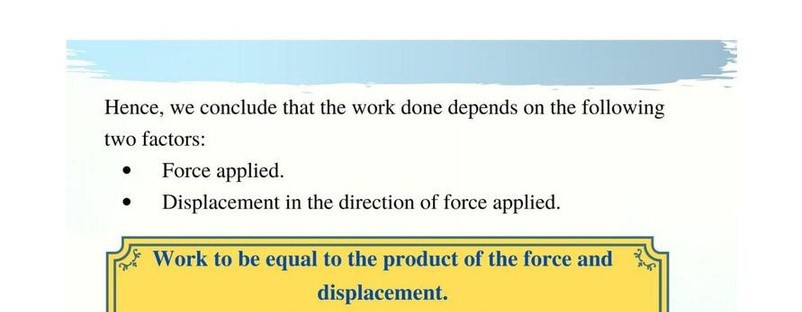 Hence, we conclude that the work done depends on the following
two factors:
• Force applied.
• Displacement in the direction of force applied.
Work to be equal to the product of the force and
displacement.